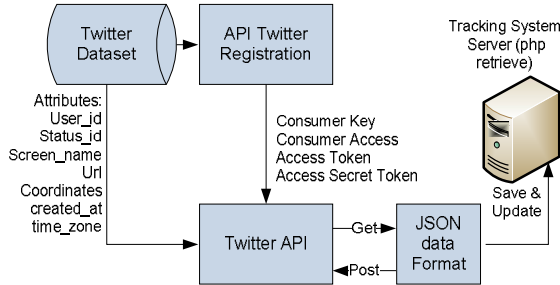 Twitter
Dataset
API Twitter
Registration
Tracking System
Server (php
retrieve)
Attributes:
User_id
Status_id
Screen_name
Url
Coordinates
created_at
time_zone
Consumer Key
Consumer Access
Access Token
Access Secret Token
Save &
Update
Twitter API
Get
Post
JSON
data
Format